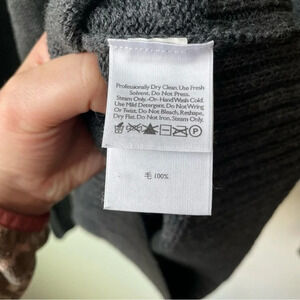 Professionally Dry Clean. Use Fresh
Solvent. Do Not Press.
Steam Only. -Or- Hand Wash Cold.
Use Mild Detergent. Do Not Wring
Or Twist. Do Not Bleach, Reshape,
Dry Flat. Do Not Iron, Steam Only.
P
毛 100%